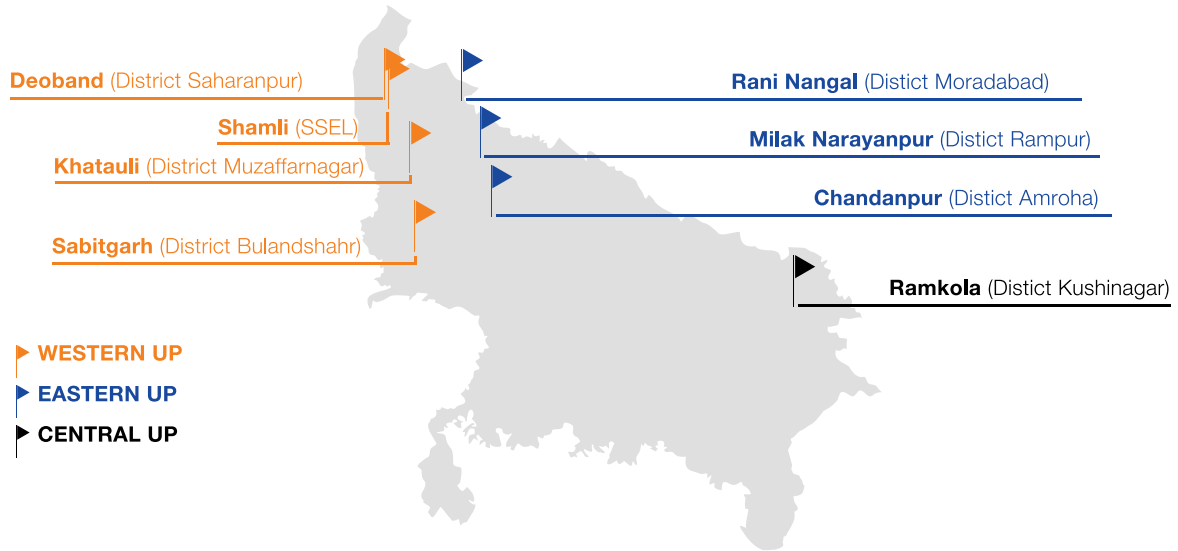 Deoband (District Saharanpur)
Shamli (SSEL)
Khatauli (District Muzaffarnagar)
Sabitgarh (District Bulandshahr)
Rani Nangal (Distict Moradabad)
Milak Narayanpur (Distict Rampur)
Chandanpur (Distict Amroha)
Ramkola (Distict Kushinagar)
WESTERN UP
EASTERN UP
CENTRAL UP